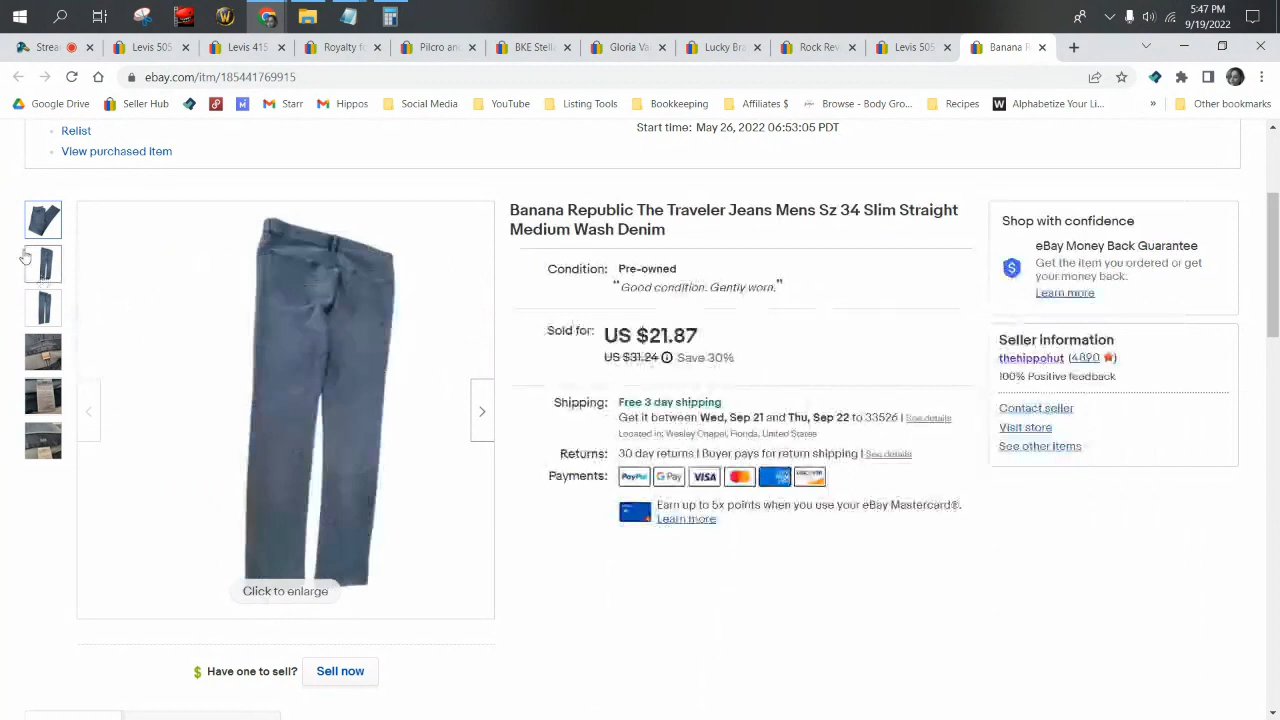 5:47 PM
9/19/2022
Strea
Levis 505
Levis 415
Royalty fo
Pilcro and
BKE Stella
Gloria Va
Lucky Bra
Rock Rev
Levis 505
Banana R
ebay.com/itm/185441769915
Google Drive
Seller Hub
Starr
Hippos
Social Media
YouTube
Listing Tools
Bookkeeping
Affiliates $
Browse - Body Gro...
Recipes
Alphabetize Your Li...
Other bookmarks
Relist
View purchased item
Start time: May 26, 2022 06:53:05 PDT
Banana Republic The Traveler Jeans Mens Sz 34 Slim Straight
Medium Wash Denim
Condition: Pre-owned
"Good condition. Gently worn."
Sold for: US $21.87
US $31.24 Save 30%
Shipping: Free 3 day shipping
Get it between Wed, Sep 21 and Thu, Sep 22 to 33526 | See details
Located in: Wesley Chapel, Florida, United States
Returns: 30 day returns | Buyer pays for return shipping | See details
Payments: PayPal G Pay VISA
Earn up to 5x points when you use your eBay Mastercard®.
Learn more
Shop with confidence
eBay Money Back Guarantee
Get the item you ordered or get
your money back.
Learn more
Seller Information
thehippohut (4890)
100% Positive feedback
Contact seller
Visit store
See other items
Click to enlarge
Have one to sell? Sell now